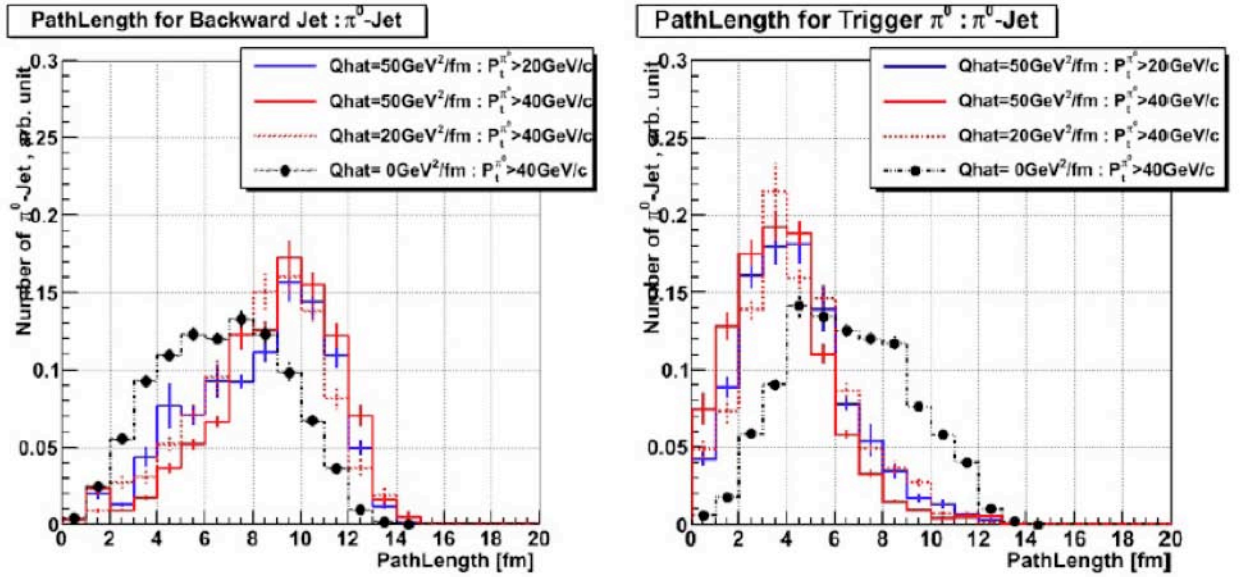 PathLength for Backward Jet : π⁰-Jet
Number of π⁰-Jet, arb. unit
0.3
0.25
0.2
0.15
0.1
0.05
0
Qhat=50GeV²/fm : P_t^π⁰>20GeV/c
Qhat=50GeV²/fm : P_t^π⁰>40GeV/c
Qhat=20GeV²/fm : P_t^π⁰>40GeV/c
Qhat= 0GeV²/fm : P_t^π⁰>40GeV/c
0 2 4 6 8 10 12 14 16 18 20
PathLength [fm]
PathLength for Trigger π⁰ : π⁰-Jet
Number of π⁰-Jet, arb. unit
0.3
0.25
0.2
0.15
0.1
0.05
0
Qhat=50GeV²/fm : P_t^π⁰>20GeV/c
Qhat=50GeV²/fm : P_t^π⁰>40GeV/c
Qhat=20GeV²/fm : P_t^π⁰>40GeV/c
Qhat= 0GeV²/fm : P_t^π⁰>40GeV/c
0 2 4 6 8 10 12 14 16 18 20
PathLength [fm]